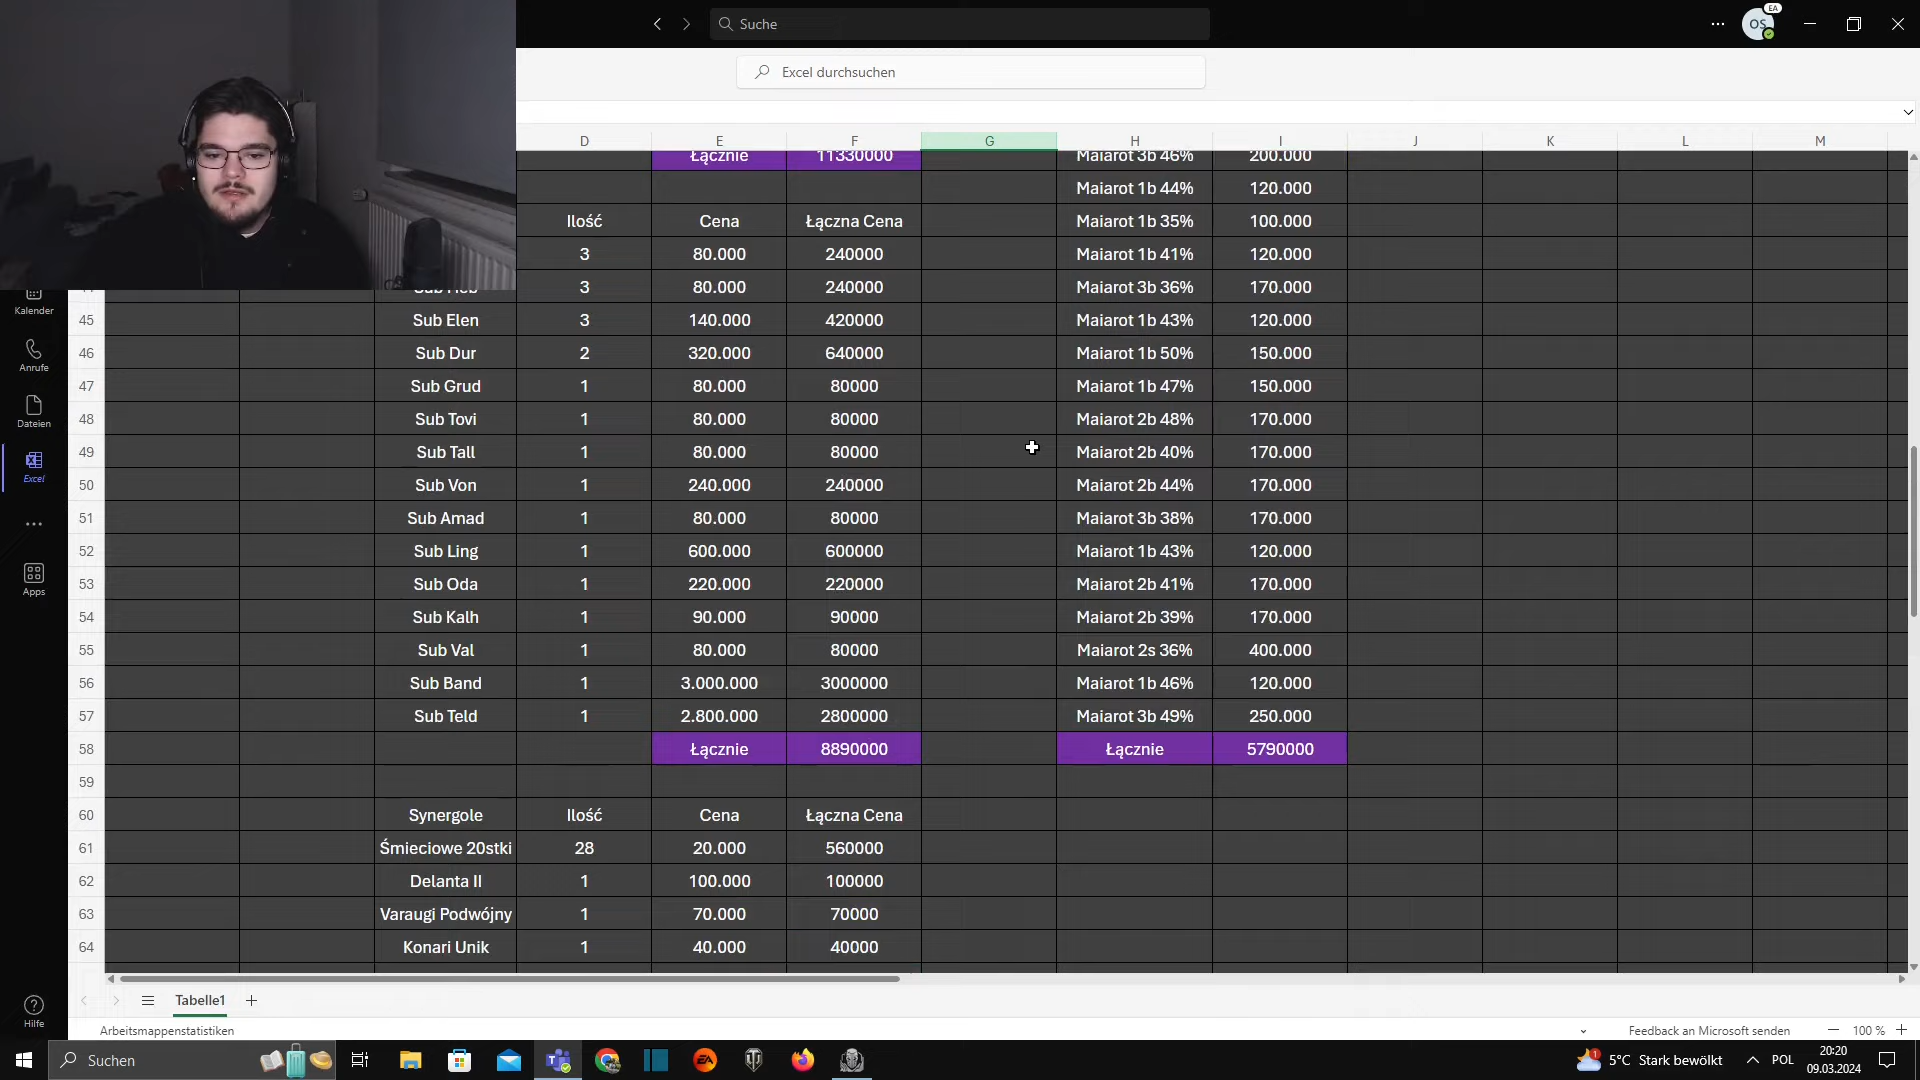 Suche
OS
EA
Excel durchsuchen
D E F G H I J K L M
Łącznie 11330000 Maiarot 3b 46% 200.000
Maiarot 1b 44% 120.000
Ilość Cena Łączna Cena Maiarot 1b 35% 100.000
3 80.000 240000 Maiarot 1b 41% 120.000
3 80.000 240000 Maiarot 3b 36% 170.000
45 Sub Elen 3 140.000 420000 Maiarot 1b 43% 120.000
46 Sub Dur 2 320.000 640000 Maiarot 1b 50% 150.000
47 Sub Grud 1 80.000 80000 Maiarot 1b 47% 150.000
48 Sub Tovi 1 80.000 80000 Maiarot 2b 48% 170.000
49 Sub Tall 1 80.000 80000 Maiarot 2b 40% 170.000
50 Sub Von 1 240.000 240000 Maiarot 2b 44% 170.000
51 Sub Amad 1 80.000 80000 Maiarot 3b 38% 170.000
52 Sub Ling 1 600.000 600000 Maiarot 1b 43% 120.000
53 Sub Oda 1 220.000 220000 Maiarot 2b 41% 170.000
54 Sub Kalh 1 90.000 90000 Maiarot 2b 39% 170.000
55 Sub Val 1 80.000 80000 Maiarot 2s 36% 400.000
56 Sub Band 1 3.000.000 3000000 Maiarot 1b 46% 120.000
57 Sub Teld 1 2.800.000 2800000 Maiarot 3b 49% 250.000
58 Łącznie 8890000 Łącznie 5790000
59
60 Synergole Ilość Cena Łączna Cena
61 Śmieciowe 20stki 28 20.000 560000
62 Delanta II 1 100.000 100000
63 Varaugi Podwójny 1 70.000 70000
64 Konari Unik 1 40.000 40000
Kalender
Anrufe
Dateien
Excel
Apps
Hilfe
Tabelle1
Arbeitsmappenstatistiken
Feedback an Microsoft senden
100 %
Suchen
5°C Stark bewölkt
POL
20:20
09.03.2024